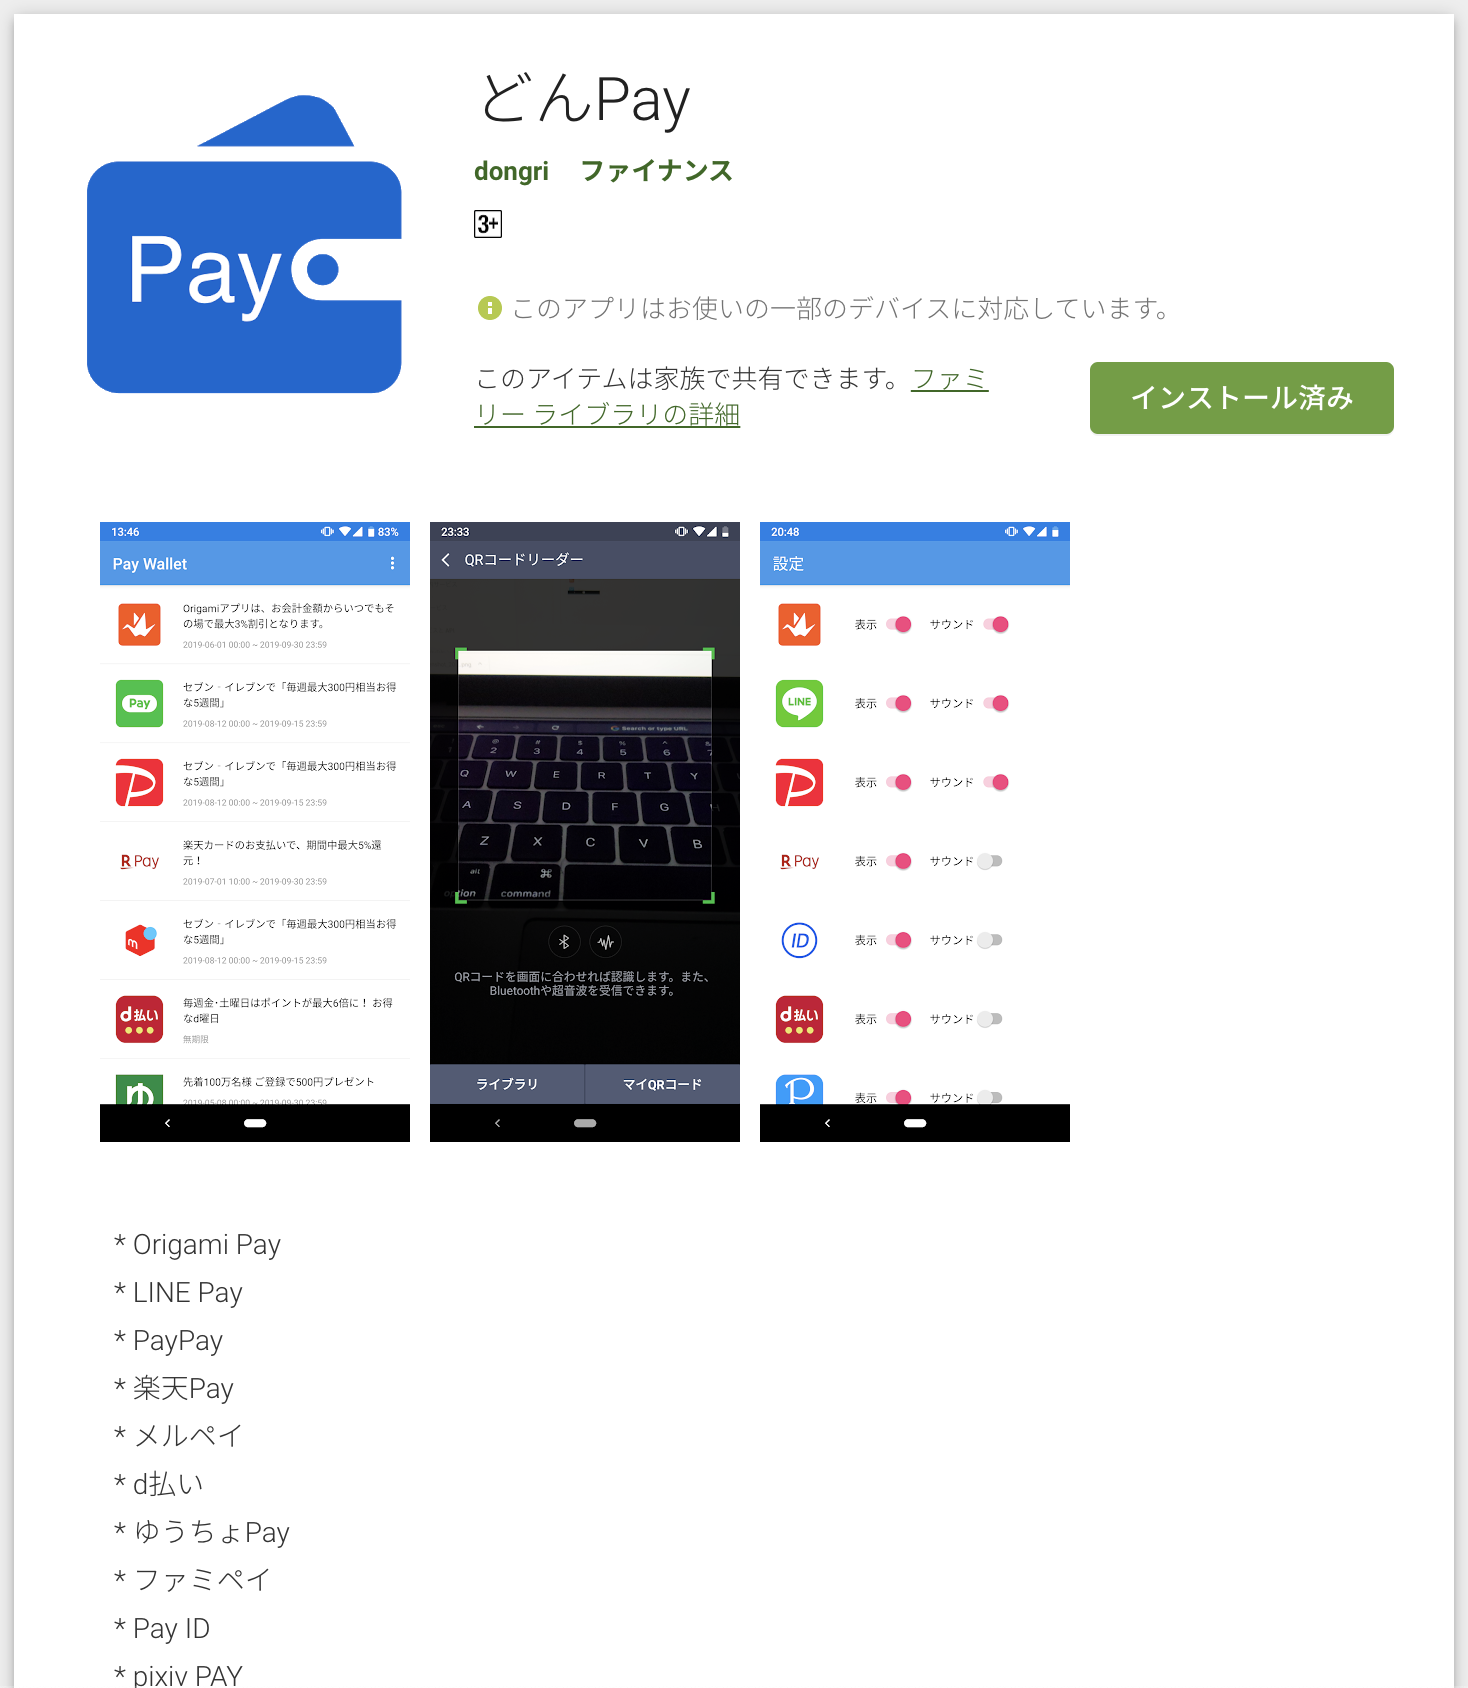 Pay
どんPay
dongri ファイナンス
3+
このアプリはお使いの一部のデバイスに対応しています。
このアイテムは家族で共有できます。ファミ
リー ライブラリの詳細
インストール済み
13:46
83%
Pay Wallet
Origamiアプリは、お会計金額からいつでもそ
の場で最大3%割引となります。
2019-06-01 00:00 ~ 2019-09-30 23:59
Pay
セブン‐イレブンで「毎週最大300円相当お得
な5週間」
2019-08-12 00:00 ~ 2019-09-15 23:59
セブン‐イレブンで「毎週最大300円相当お得
な5週間」
2019-08-12 00:00 ~ 2019-09-15 23:59
R Pay
楽天カードのお支払いで、期間中最大5%還
元！
2019-07-01 10:00 ~ 2019-09-30 23:59
m
セブン‐イレブンで「毎週最大300円相当お得
な5週間」
2019-08-12 00:00 ~ 2019-09-15 23:59
d払い
毎週金･土曜日はポイントが最大6倍に！ お得
なd曜日
無期限
ゆ
先着100万名様 ご登録で500円プレゼント
2019-05-08 00:00 ~ 2019-09-30 23:59
23:33
QRコードリーダー
Search or type URL
@ # $ % ^ &
2 3 4 5 6 7
Q W E R T Y
A S D F G H
Z X C V B
alt ⌘
option command
QRコードを画面に合わせれば認識します。また、
Bluetoothや超音波を受信できます。
ライブラリ
マイQRコード
20:48
設定
表示 サウンド
LINE 表示 サウンド
表示 サウンド
R Pay 表示 サウンド
ID 表示 サウンド
d払い 表示 サウンド
P 表示 サウンド
* Origami Pay
* LINE Pay
* PayPay
* 楽天Pay
* メルペイ
* d払い
* ゆうちょPay
* ファミペイ
* Pay ID
* pixiv PAY